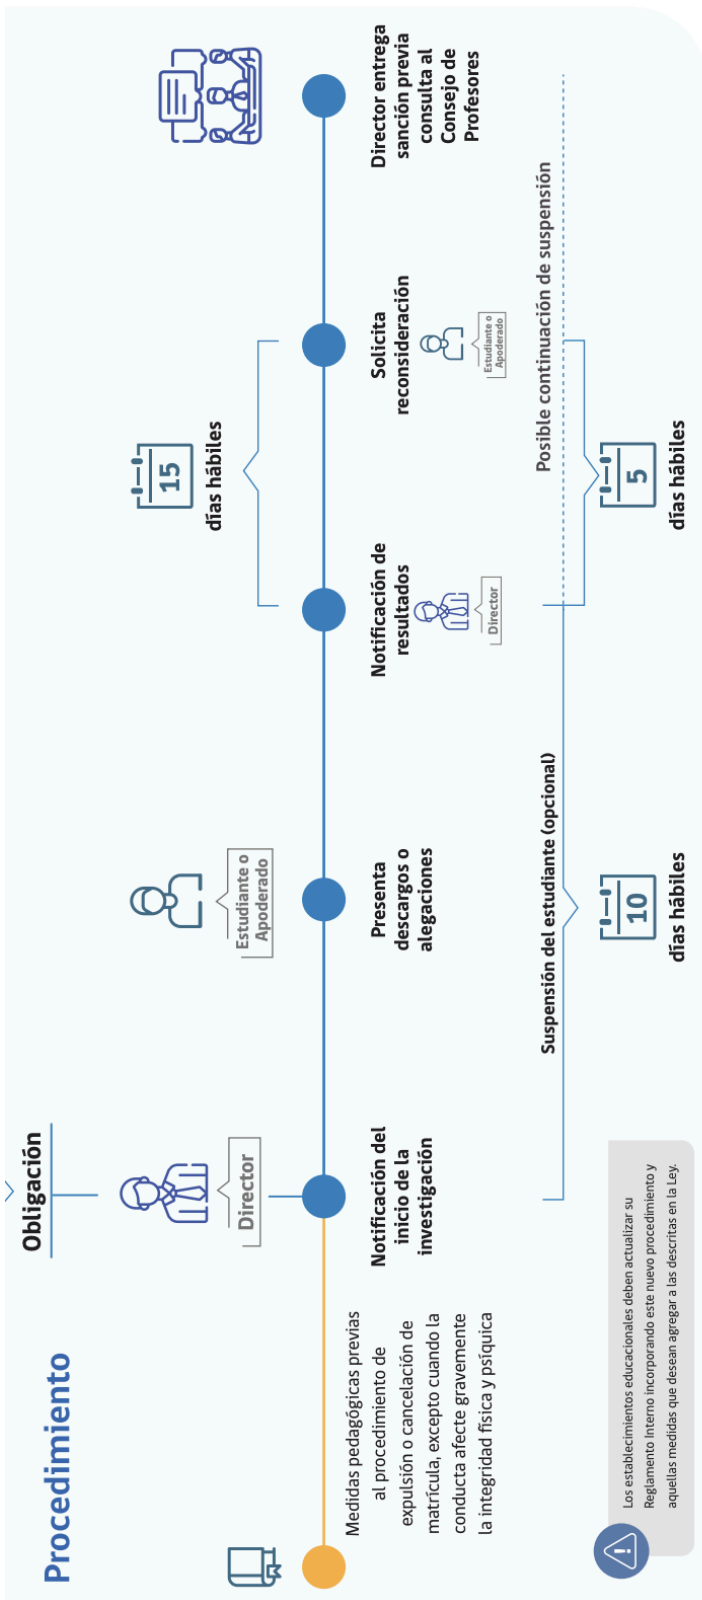 Procedimiento
Obligación
Director
Medidas pedagógicas previas
al procedimiento de
expulsión o cancelación de
matrícula, excepto cuando la
conducta afecte gravemente
la integridad física y psíquica
Notificación del
inicio de la
investigación
Estudiante o
Apoderado
Presenta
descargos o
alegaciones
15
días hábiles
Notificación de
resultados
Director
Solicita
reconsideración
Estudiante o
Apoderado
Director entrega
sanción previa
consulta al
Consejo de
Profesores
Suspensión del estudiante (opcional)
Posible continuación de suspensión
10
días hábiles
5
días hábiles
Los establecimientos educacionales deben actualizar su
Reglamento Interno incorporando este nuevo procedimiento y
aquellas medidas que desean agregar a las descritas en la Ley.